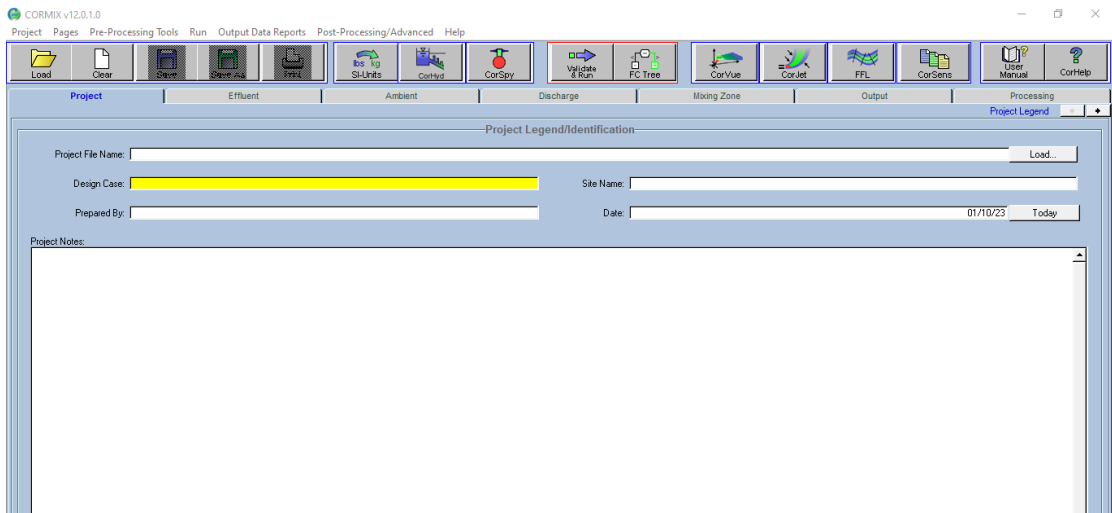 CORMIX v12.0.1.0
Project Pages Pre-Processing Tools Run Output Data Reports Post-Processing/Advanced Help
lbs kg
Load Clear Save Save As Print SI-Units CorHyd CorSpy Validate & Run FC Tree CorVue CorJet FFL CorSens User Manual CorHelp
Project Effluent Ambient Discharge Mixing Zone Output Processing
Project Legend
Project Legend/Identification
Project File Name: Load...
Design Case: Site Name:
Prepared By: Date: 01/10/23 Today
Project Notes: